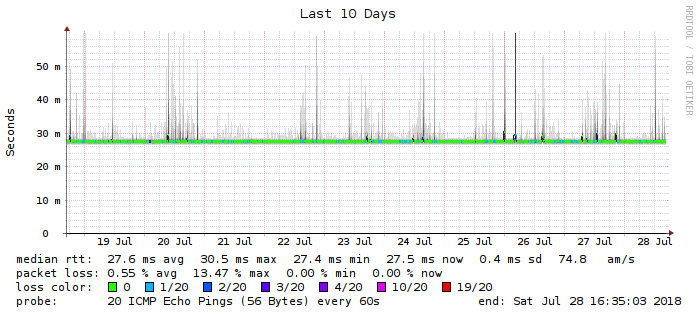 Last 10 Days
RRDTOOL / TOBI OETIKER
Seconds
50 m
40 m
30 m
20 m
10 m
0
19 Jul 20 Jul 21 Jul 22 Jul 23 Jul 24 Jul 25 Jul 26 Jul 27 Jul 28 Jul
median rtt: 27.6 ms avg 30.5 ms max 27.4 ms min 27.5 ms now 0.4 ms sd 74.8 am/s
packet loss: 0.55 % avg 13.47 % max 0.00 % min 0.00 % now
loss color: 0 1/20 2/20 3/20 4/20 10/20 19/20
probe: 20 ICMP Echo Pings (56 Bytes) every 60s end: Sat Jul 28 16:35:03 2018